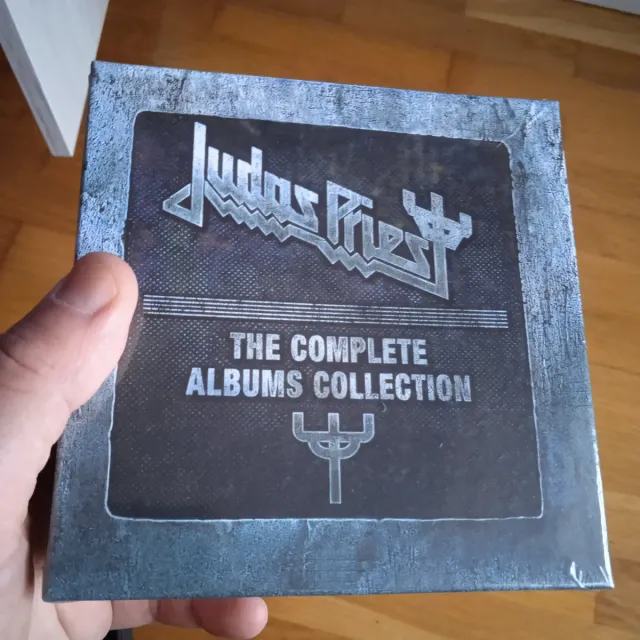 Judas Priest
THE COMPLETE
ALBUMS COLLECTION